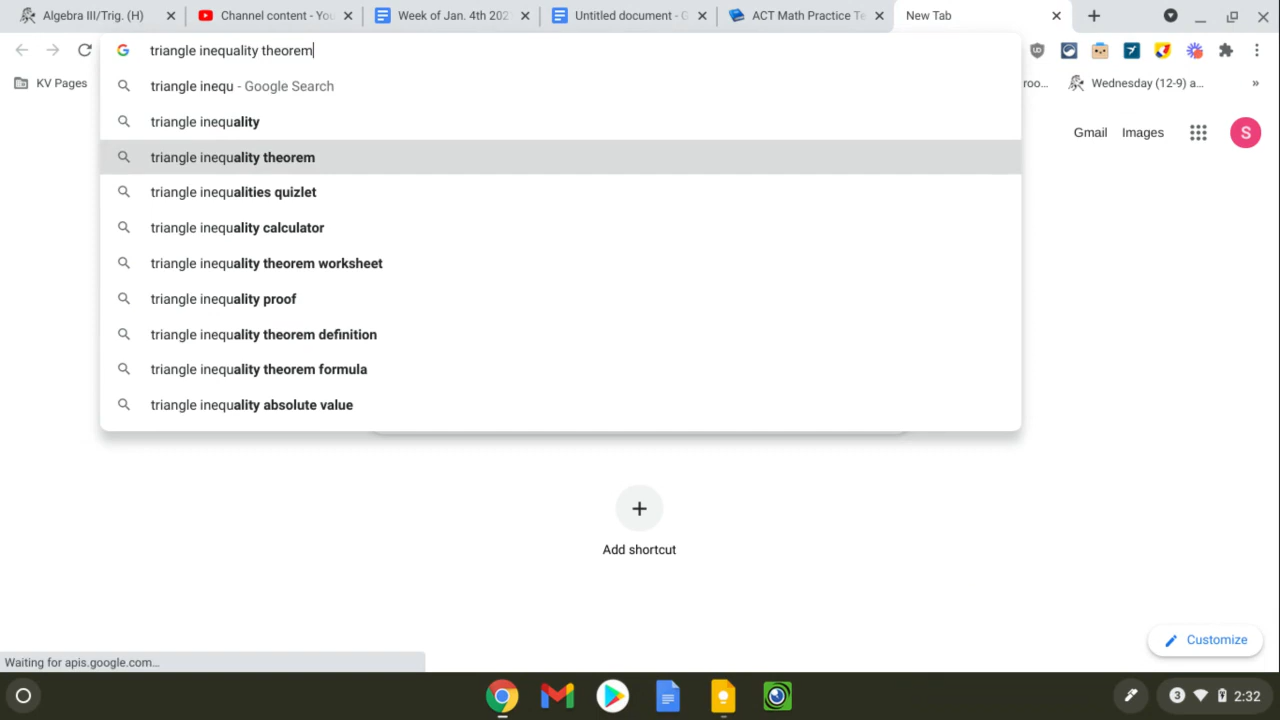 Algebra III/Trig. (H)
Channel content - You
Week of Jan. 4th 202
Untitled document - G
ACT Math Practice Te
New Tab
triangle inequality theorem
KV Pages
roo...
Wednesday (12-9) a...
»
triangle inequ - Google Search
triangle inequality
triangle inequality theorem
triangle inequalities quizlet
triangle inequality calculator
triangle inequality theorem worksheet
triangle inequality proof
triangle inequality theorem definition
triangle inequality theorem formula
triangle inequality absolute value
Gmail
Images
S
Add shortcut
Customize
Waiting for apis.google.com...
3
2:32